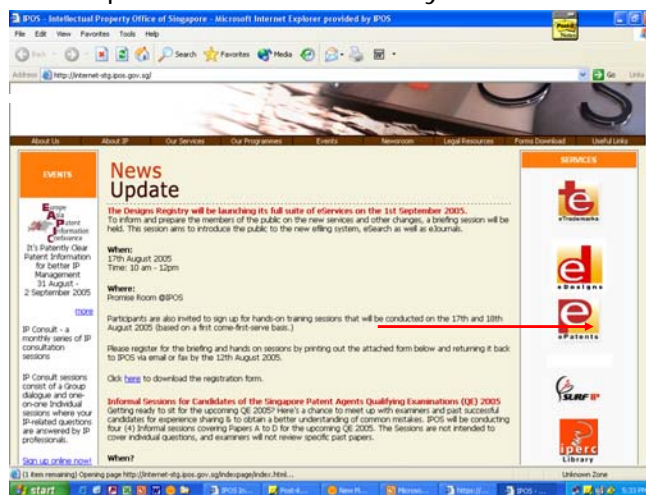 IPOS - Intellectual Property Office of Singapore - Microsoft Internet Explorer provided by IPOS
File Edit View Favorites Tools Help
Back Search Favorites Media
Address http://internet-stg.ipos.gov.sg/ Go Links
About Us About IP Our Services Our Programmes Events Newsroom Legal Resources Forms Download Useful Links
EVENTS
Europe
Asia
Patent
Information
Conference
It's Patently Clear
Patent Information
for better IP
Management
31 August -
2 September 2005
more
IP Consult - a
monthly series of IP
consultation
sessions
IP Consult sessions
consist of a Group
dialogue and one-
on-one Individual
sessions where your
IP-related questions
are answered by IP
professionals.
Sign up online now!
News
Update
The Designs Registry will be launching its full suite of eServices on the 1st September
2005.
To inform and prepare the members of the public on the new services and other changes, a briefing session will be
held. This session aims to introduce the public to the new efiling system, eSearch as well as eJournals.
When:
17th August 2005
Time: 10 am - 12pm
Where:
Promise Room @IPOS
Participants are also invited to sign up for hands-on training sessions that will be conducted on the 17th and 18th
August 2005 (based on a first come-first-serve basis.)
Please register for the briefing and hands on sessions by printing out the attached form below and returning it back
to IPOS via email or fax by the 12th August 2005.
Click here to download the registration form.
Informal Sessions for Candidates of the Singapore Patent Agents Qualifying Examinations (QE) 2005
Getting ready to sit for the upcoming QE 2005? Here's a chance to meet up with examiners and past successful
candidates for experience sharing & to obtain a better understanding of common mistakes. IPOS will be conducting
four (4) Informal sessions covering Papers A to D for the upcoming QE 2005. The Sessions are not intended to
cover individual questions, and examiners will not review specific past papers.
When?
SERVICES
te
eTrademarks
ed
eDesigns
ep
ePatents
SURF IP
iperc
Library
(1 item remaining) Opening page http://internet-stg.ipos.gov.sg/indexpage/index.html... Unknown Zone
start 5:33 PM